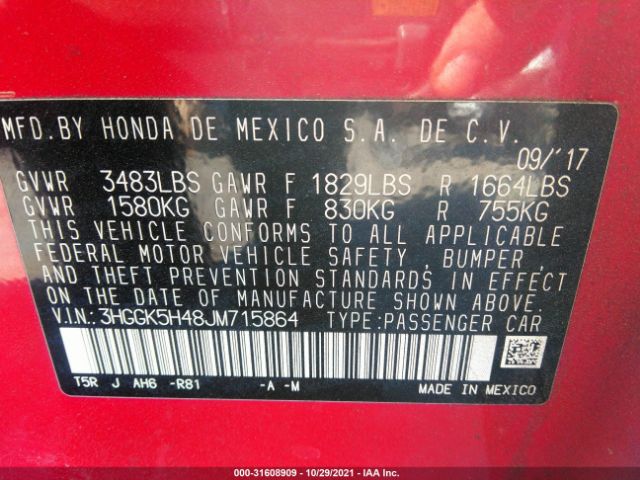 MFD.BY HONDA DE MEXICO S.A. DE C.V.
09/'17
GVWR 3483LBS GAWR F 1829LBS R 1664LBS
GVWR 1580KG GAWR F 830KG R 755KG
THIS VEHICLE CONFORMS TO ALL APPLICABLE
FEDERAL MOTOR VEHICLE SAFETY, BUMPER,
AND THEFT PREVENTION STANDARDS IN EFFECT
ON THE DATE OF MANUFACTURE SHOWN ABOVE.
V.I.N.:3HGGK5H48JM715864 TYPE:PASSENGER CAR
T5R J AH6 -R81 -A -M MADE IN MEXICO
000-31608909 - 10/29/2021 - IAA Inc.